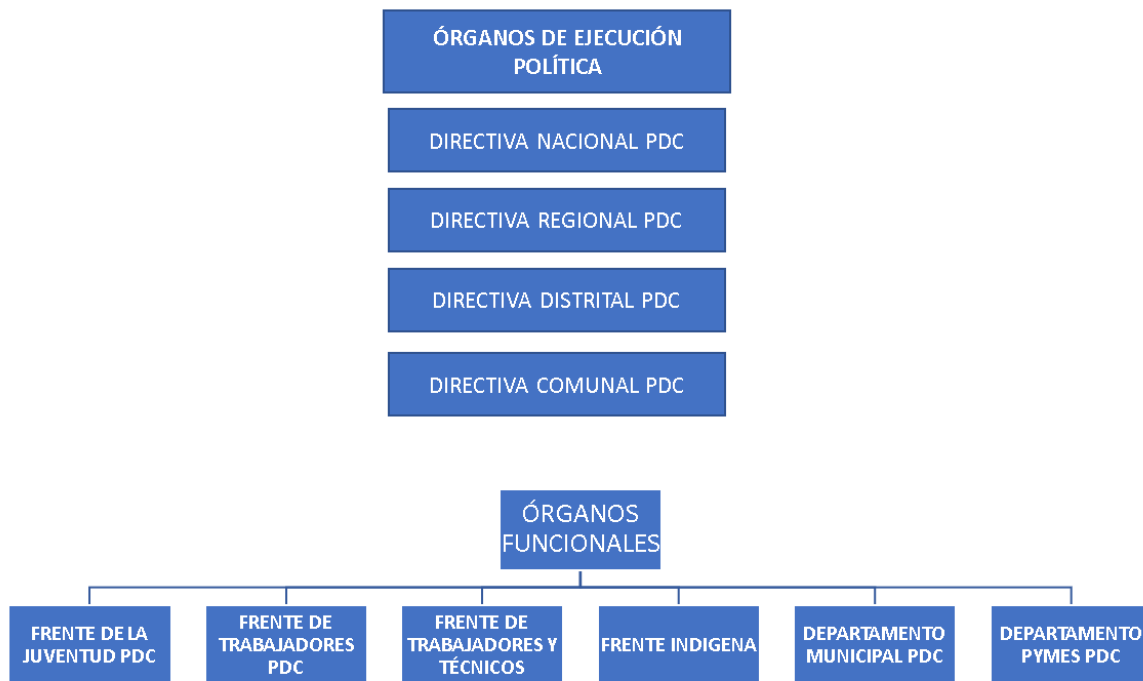 ÓRGANOS DE EJECUCIÓN
POLÍTICA
DIRECTIVA NACIONAL PDC
DIRECTIVA REGIONAL PDC
DIRECTIVA DISTRITAL PDC
DIRECTIVA COMUNAL PDC
ÓRGANOS
FUNCIONALES
FRENTE DE LA
JUVENTUD PDC
FRENTE DE
TRABAJADORES
PDC
FRENTE DE
TRABAJADORES Y
TÉCNICOS
FRENTE INDIGENA
DEPARTAMENTO
MUNICIPAL PDC
DEPARTAMENTO
PYMES PDC